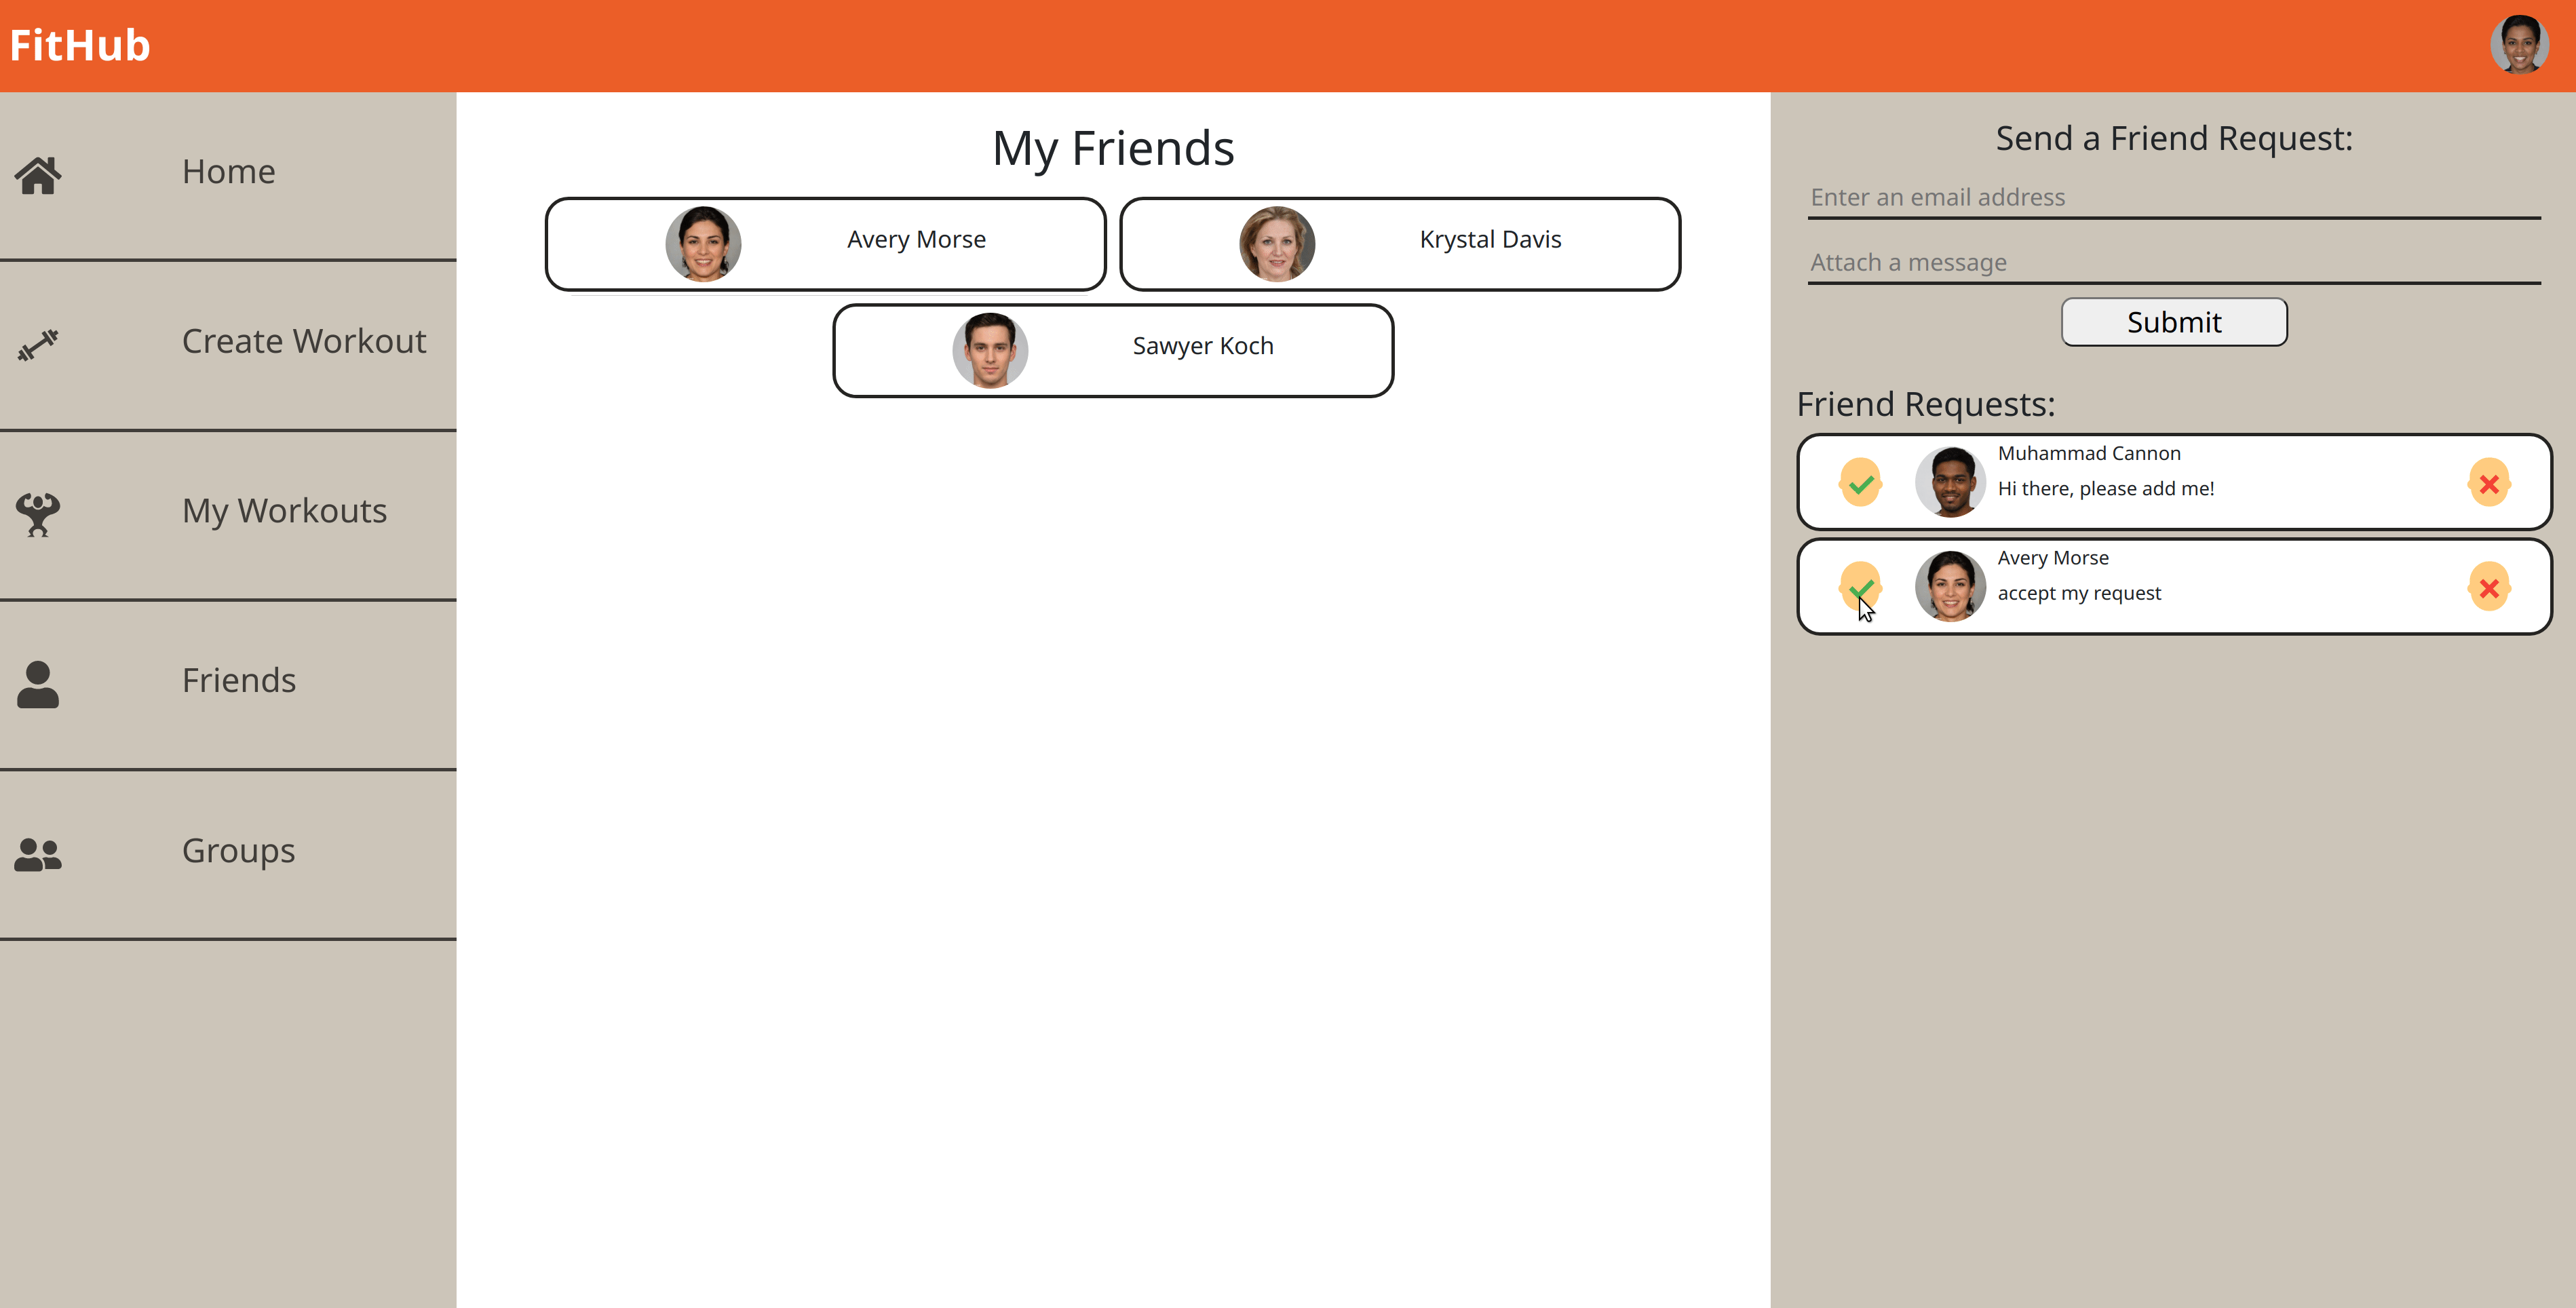 FitHub
Home
Create Workout
My Workouts
Friends
Groups
My Friends
Avery Morse
Krystal Davis
Sawyer Koch
Send a Friend Request:
Enter an email address
Attach a message
Submit
Friend Requests:
Muhammad Cannon
Hi there, please add me!
Avery Morse
accept my request